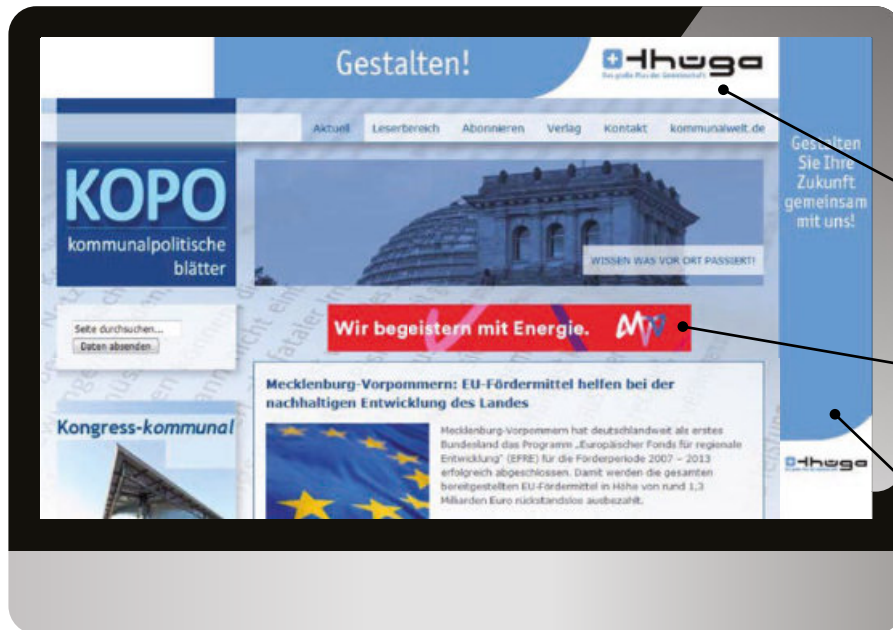 Gestalten!
thüga
Das große Plus der Gemeinschaft
Aktuell Leserbereich Abonnieren Verlag Kontakt kommunalwelt.de
KOPO
kommunalpolitische
blätter
WISSEN WAS VOR ORT PASSIERT!
Gestalten
Sie Ihre
Zukunft
gemeinsam
mit uns!
Seite durchsuchen...
Daten absenden
Wir begeistern mit Energie.
Mecklenburg-Vorpommern: EU-Fördermittel helfen bei der
nachhaltigen Entwicklung des Landes
Mecklenburg-Vorpommern hat deutschlandweit als erstes
Bundesland das Programm „Europäischer Fonds für regionale
Entwicklung" (EFRE) für die Förderperiode 2007 – 2013
erfolgreich abgeschlossen. Damit werden die gesamten
bereitgestellten EU-Fördermittel in Höhe von rund 1,3
Milliarden Euro rückstandslos ausbezahlt.
Kongress-kommunal
thüga